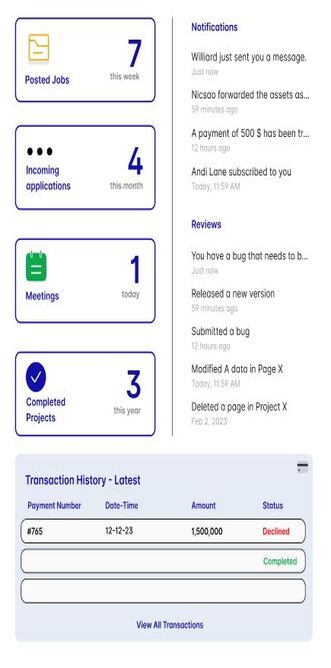 7
Posted Jobs
this week
4
Incoming
applications
this month
1
Meetings
today
3
Completed
Projects
this year
Notifications
Williard just sent you a message.
Just now
Nicsao forwarded the assets as...
59 minutes ago
A payment of 500 $ has been tr...
12 hours ago
Andi Lane subscribed to you
Today, 11:59 AM
Reviews
You have a bug that needs to b...
Just now
Released a new version
59 minutes ago
Submitted a bug
12 hours ago
Modified A data in Page X
Today, 11:59 AM
Deleted a page in Project X
Feb 2, 2023
Transaction History - Latest
Payment Number Date-Time Amount Status
#765 12-12-23 1,500,000 Declined
Completed
View All Transactions